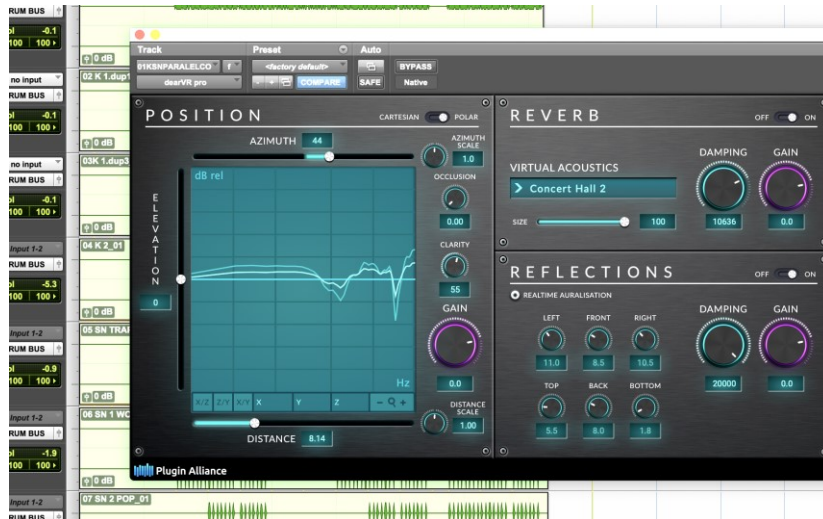 RUM BUS
-0.1
100 100
0 dB
02 K 1.dup1
no input
RUM BUS
-0.1
100 100
0 dB
03K 1.dup3
no input
RUM BUS
-0.1
100 100
0 dB
04 K 2_01
Input 1-2
RUM BUS
-5.3
100 100
0 dB
05 SN TRA
Input 1-2
RUM BUS
-0.9
100 100
0 dB
06 SN 1 WO
Input 1-2
RUM BUS
-1.9
100 100
0 dB
07 SN 2 POP_01
Input 1-2
RUM BUS
Track Preset Auto
01KSNPARALELCO f <factory default> BYPASS
dearVR pro - + COMPARE SAFE Native
POSITION
CARTESIAN POLAR
AZIMUTH 44
AZIMUTH SCALE
1.0
dB rel
OCCLUSION
0.00
ELEVATION
0
CLARITY
55
GAIN
0.0
Hz
X/Z Z/Y X/Y X Y Z - +
DISTANCE SCALE
1.00
DISTANCE 8.14
REVERB
OFF ON
VIRTUAL ACOUSTICS
> Concert Hall 2
SIZE 100
DAMPING GAIN
10636 0.0
REFLECTIONS
OFF ON
REALTIME AURALISATION
LEFT FRONT RIGHT
11.0 8.5 10.5
TOP BACK BOTTOM
5.5 8.0 1.8
DAMPING GAIN
20000 0.0
Plugin Alliance